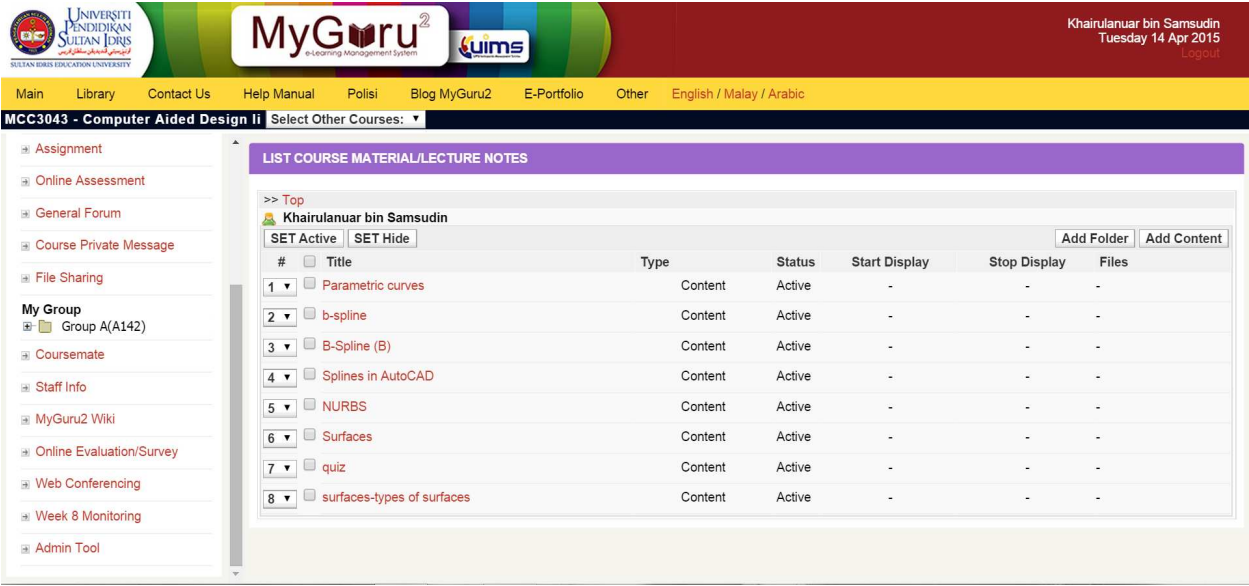 UNIVERSITI
PENDIDIKAN
SULTAN IDRIS
SULTAN IDRIS EDUCATION UNIVERSITY
MyGuru2
e-Learning Management System
uims
Khairulanuar bin Samsudin
Tuesday 14 Apr 2015
Logout
Main Library Contact Us Help Manual Polisi Blog MyGuru2 E-Portfolio Other English / Malay / Arabic
MCC3043 - Computer Aided Design Ii Select Other Courses:
Assignment
Online Assessment
General Forum
Course Private Message
File Sharing
My Group
Group A(A142)
Coursemate
Staff Info
MyGuru2 Wiki
Online Evaluation/Survey
Web Conferencing
Week 8 Monitoring
Admin Tool
LIST COURSE MATERIAL/LECTURE NOTES
>> Top
Khairulanuar bin Samsudin
SET Active SET Hide Add Folder Add Content
# Title Type Status Start Display Stop Display Files
1 Parametric curves Content Active - - -
2 b-spline Content Active - - -
3 B-Spline (B) Content Active - - -
4 Splines in AutoCAD Content Active - - -
5 NURBS Content Active - - -
6 Surfaces Content Active - - -
7 quiz Content Active - - -
8 surfaces-types of surfaces Content Active - - -